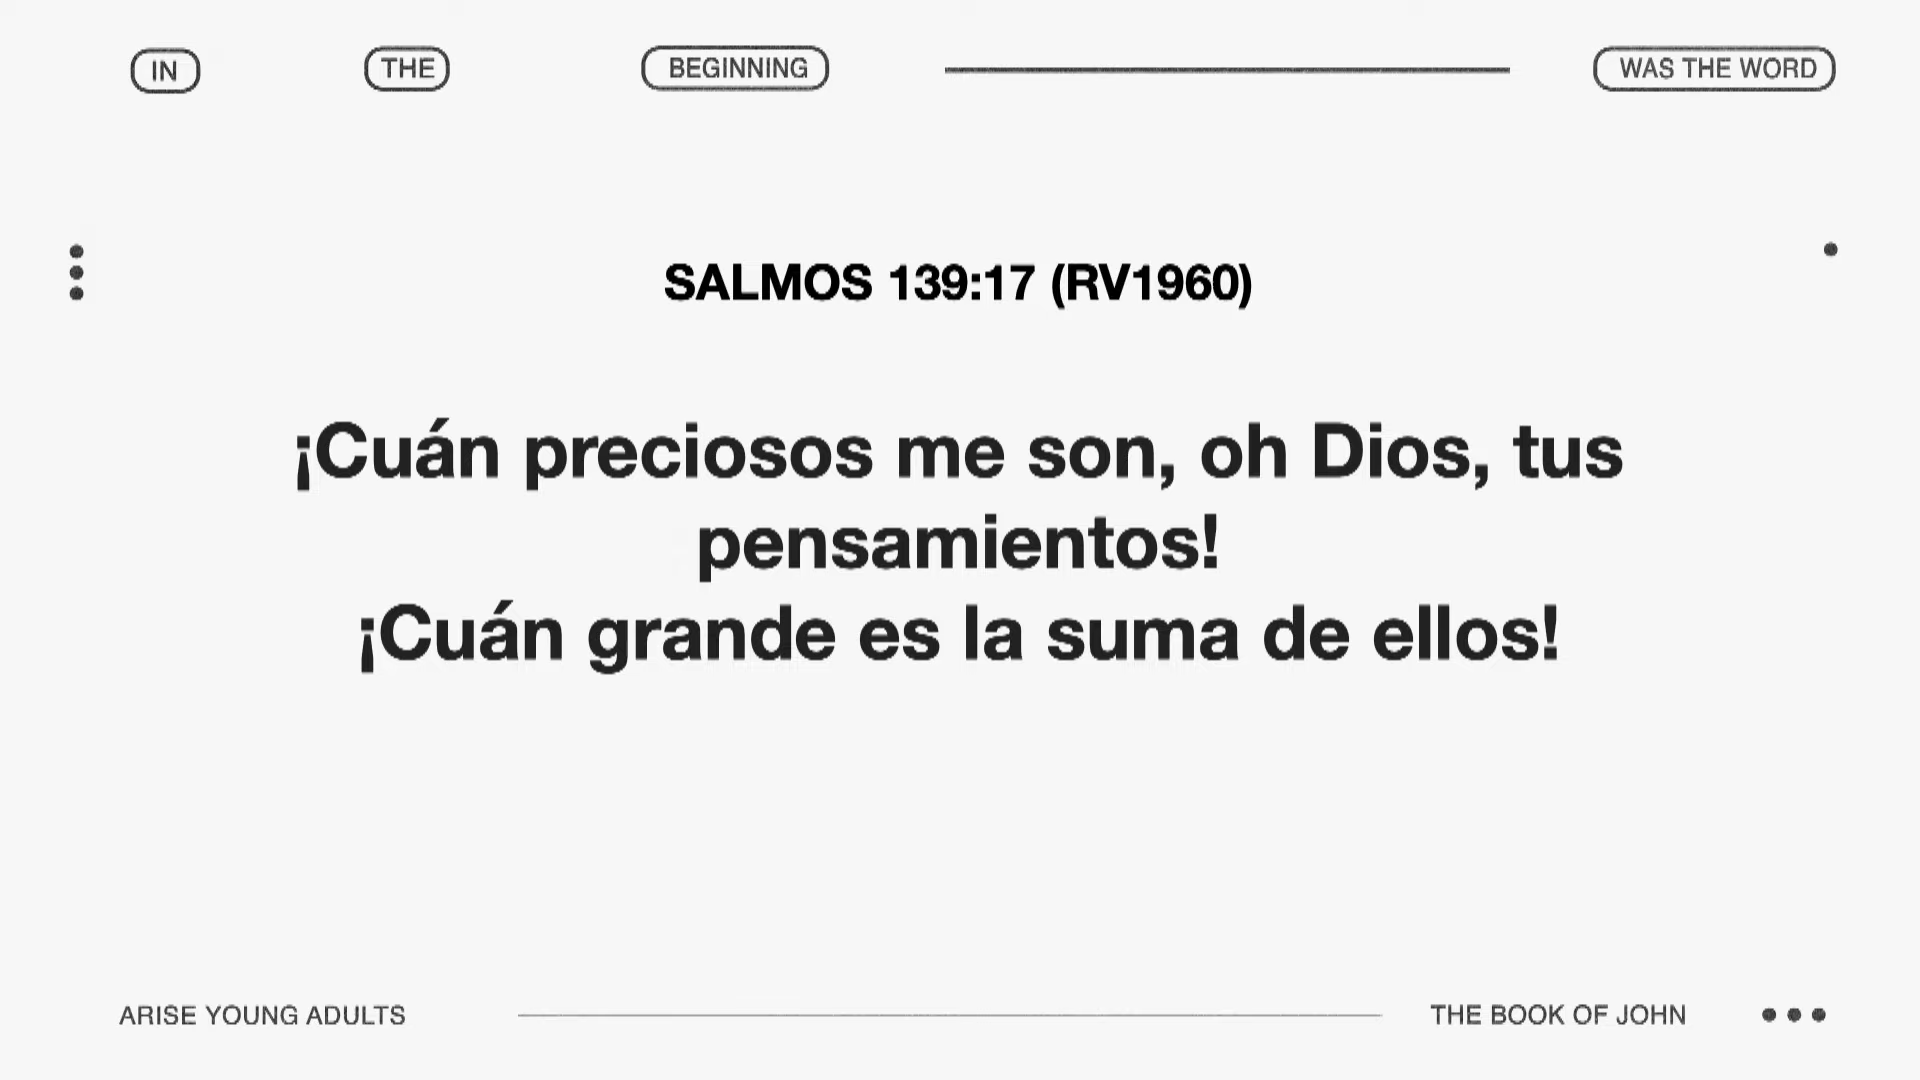 IN THE BEGINNING WAS THE WORD
SALMOS 139:17 (RV1960)
¡Cuán preciosos me son, oh Dios, tus
pensamientos!
¡Cuán grande es la suma de ellos!
ARISE YOUNG ADULTS THE BOOK OF JOHN